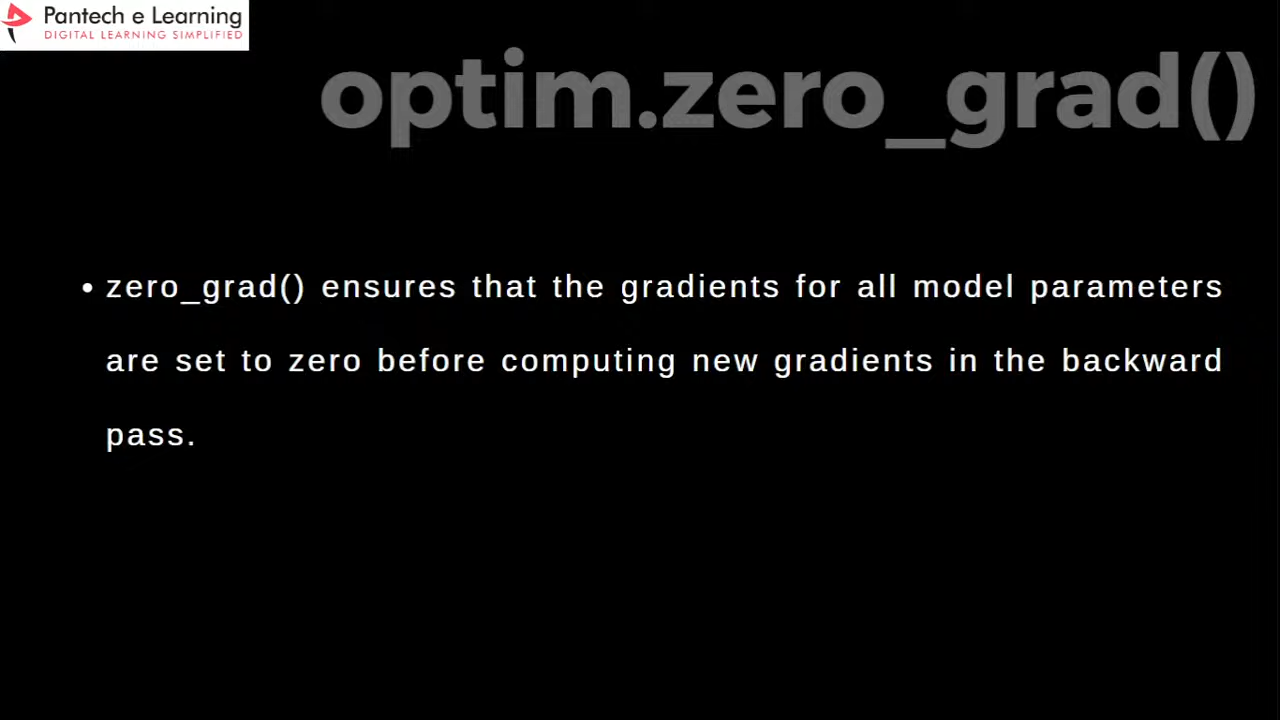 Pantech e Learning
DIGITAL LEARNING SIMPLIFIED
optim.zero_grad()
• zero_grad() ensures that the gradients for all model parameters
are set to zero before computing new gradients in the backward
pass.